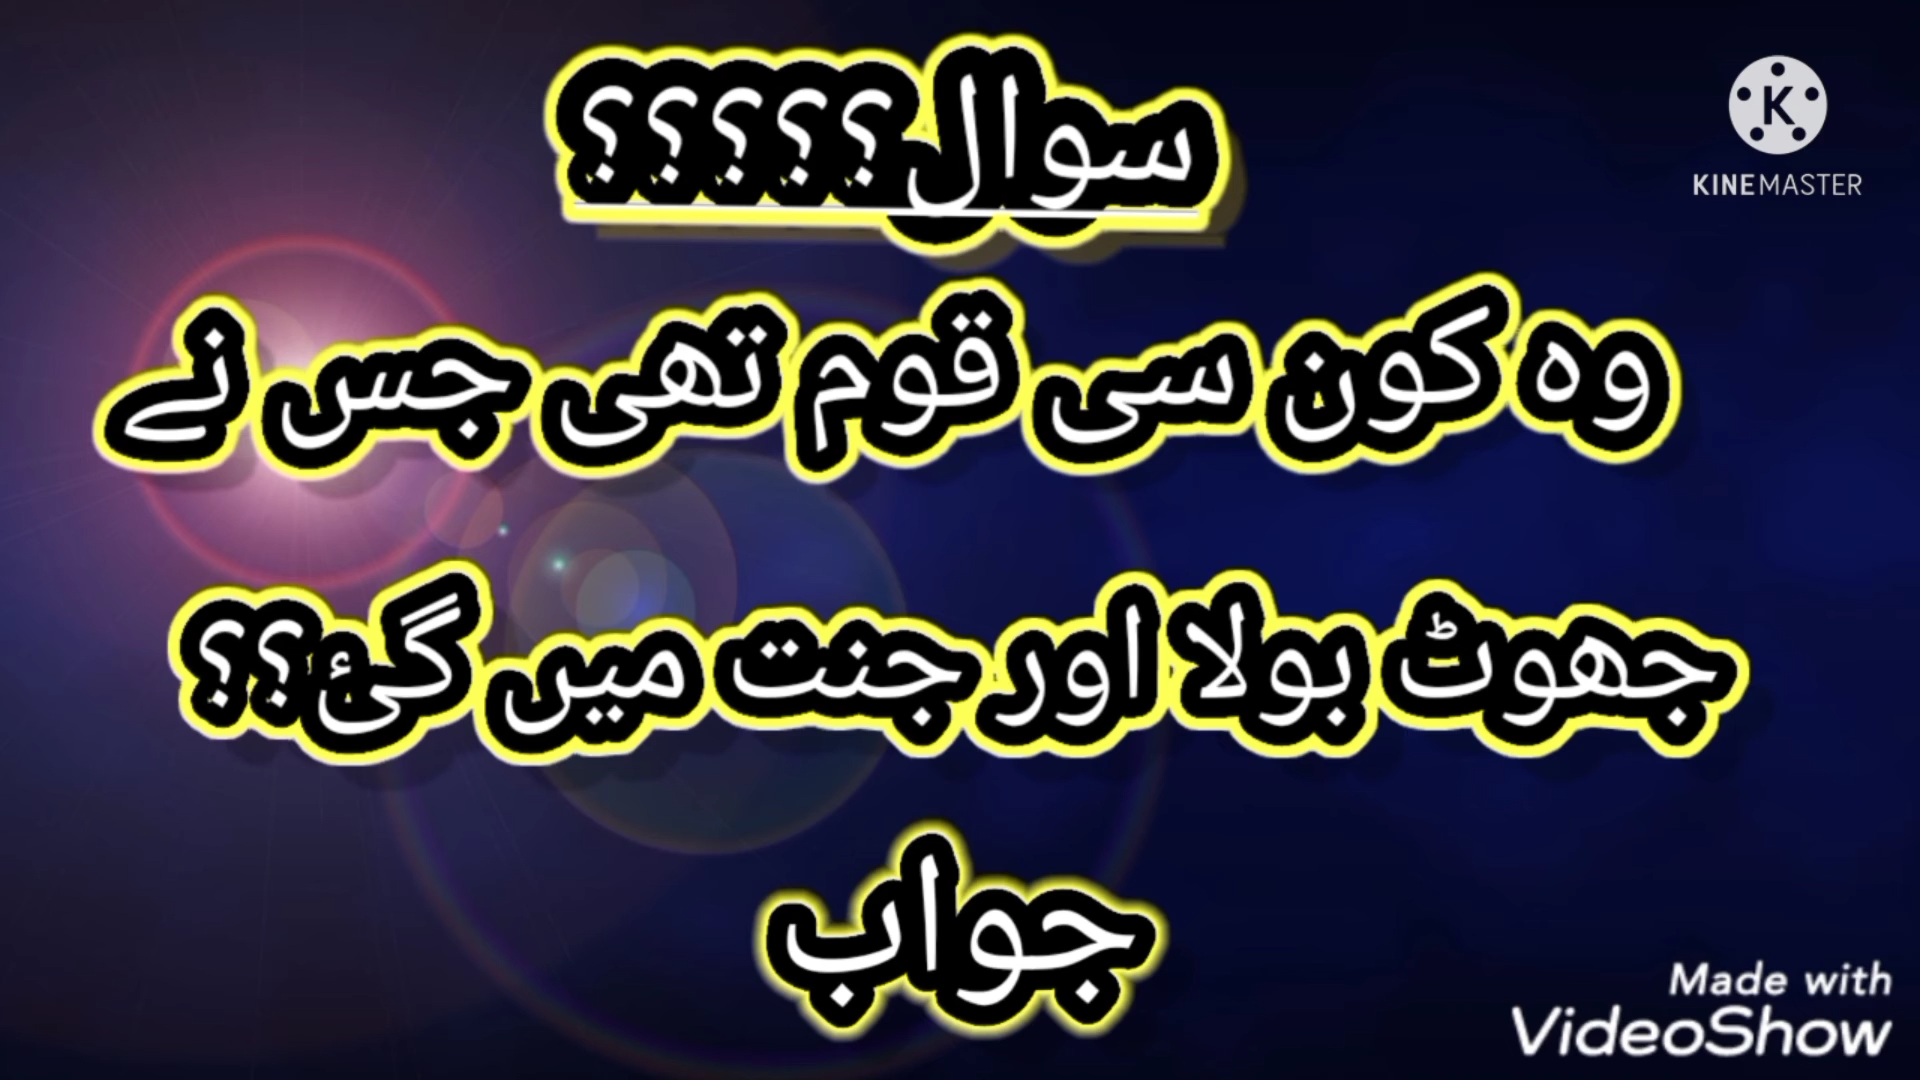 سوال؟؟؟؟؟
KINEMASTER
وہ کون سی قوم تھی جس نے
جھوٹ بولا اور جنت میں گئ؟؟
جواب
Made with
VideoShow